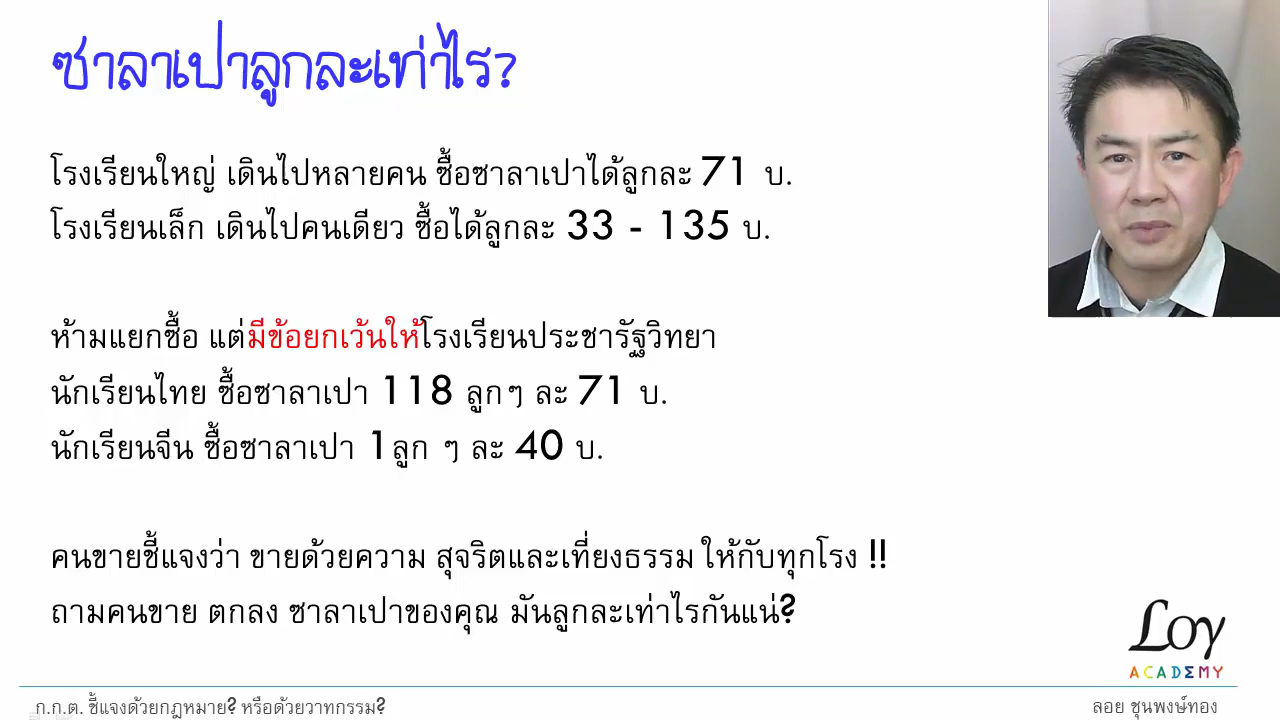 ซาลาเปาลูกละเท่าไร?
โรงเรียนใหญ่ เดินไปหลายคน ซื้อซาลาเปาได้ลูกละ 71 บ.
โรงเรียนเล็ก เดินไปคนเดียว ซื้อได้ลูกละ 33 - 135 บ.
ห้ามแยกซื้อ แต่มีข้อยกเว้นให้โรงเรียนประชารัฐวิทยา
นักเรียนไทย ซื้อซาลาเปา 118 ลูกๆ ละ 71 บ.
นักเรียนจีน ซื้อซาลาเปา 1ลูก ๆ ละ 40 บ.
คนขายชี้แจงว่า ขายด้วยความ สุจริตและเที่ยงธรรม ให้กับทุกโรง !!
ถามคนขาย ตกลง ซาลาเปาของคุณ มันลูกละเท่าไรกันแน่?
Loy
ACADEMY
ก.ก.ต. ชี้แจงด้วยกฎหมาย? หรือด้วยวาทกรรม?
ลอย ชุนพงษ์ทอง